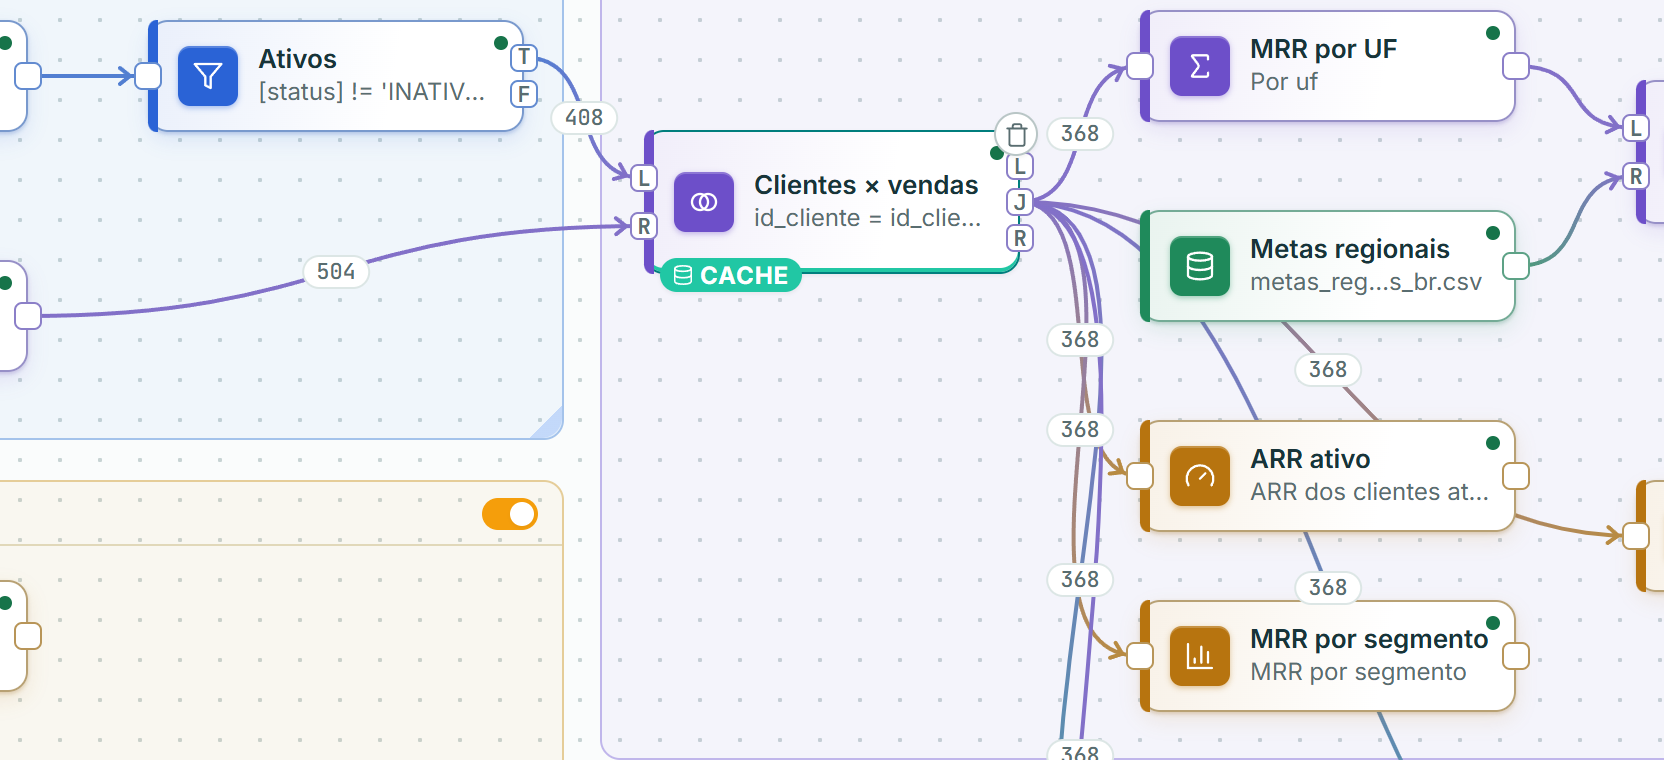 Ativos
[status] != 'INATIV...
T
F
408
504
L
R
Clientes × vendas
id_cliente = id_clie...
L
J
R
CACHE
368
MRR por UF
Por uf
L
R
Metas regionais
metas_reg...s_br.csv
368
368
368
ARR ativo
ARR dos clientes at...
368
368
MRR por segmento
MRR por segmento
368